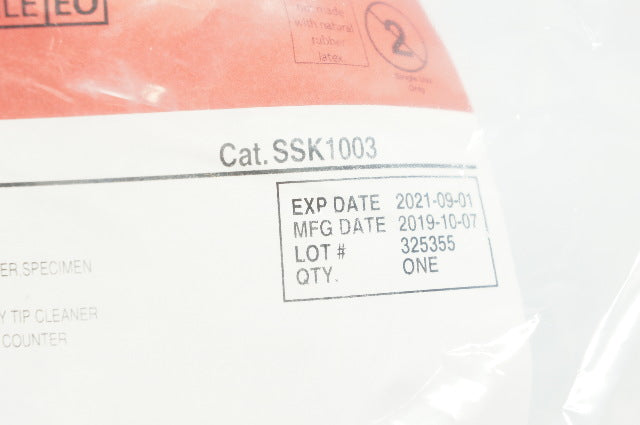 LE EO
not made
with natural
rubber
latex.
2
Single Use
Only
Cat. SSK1003
EXP DATE 2021-09-01
MFG DATE 2019-10-07
LOT # 325355
QTY. ONE
ER, SPECIMEN
Y TIP CLEANER
COUNTER